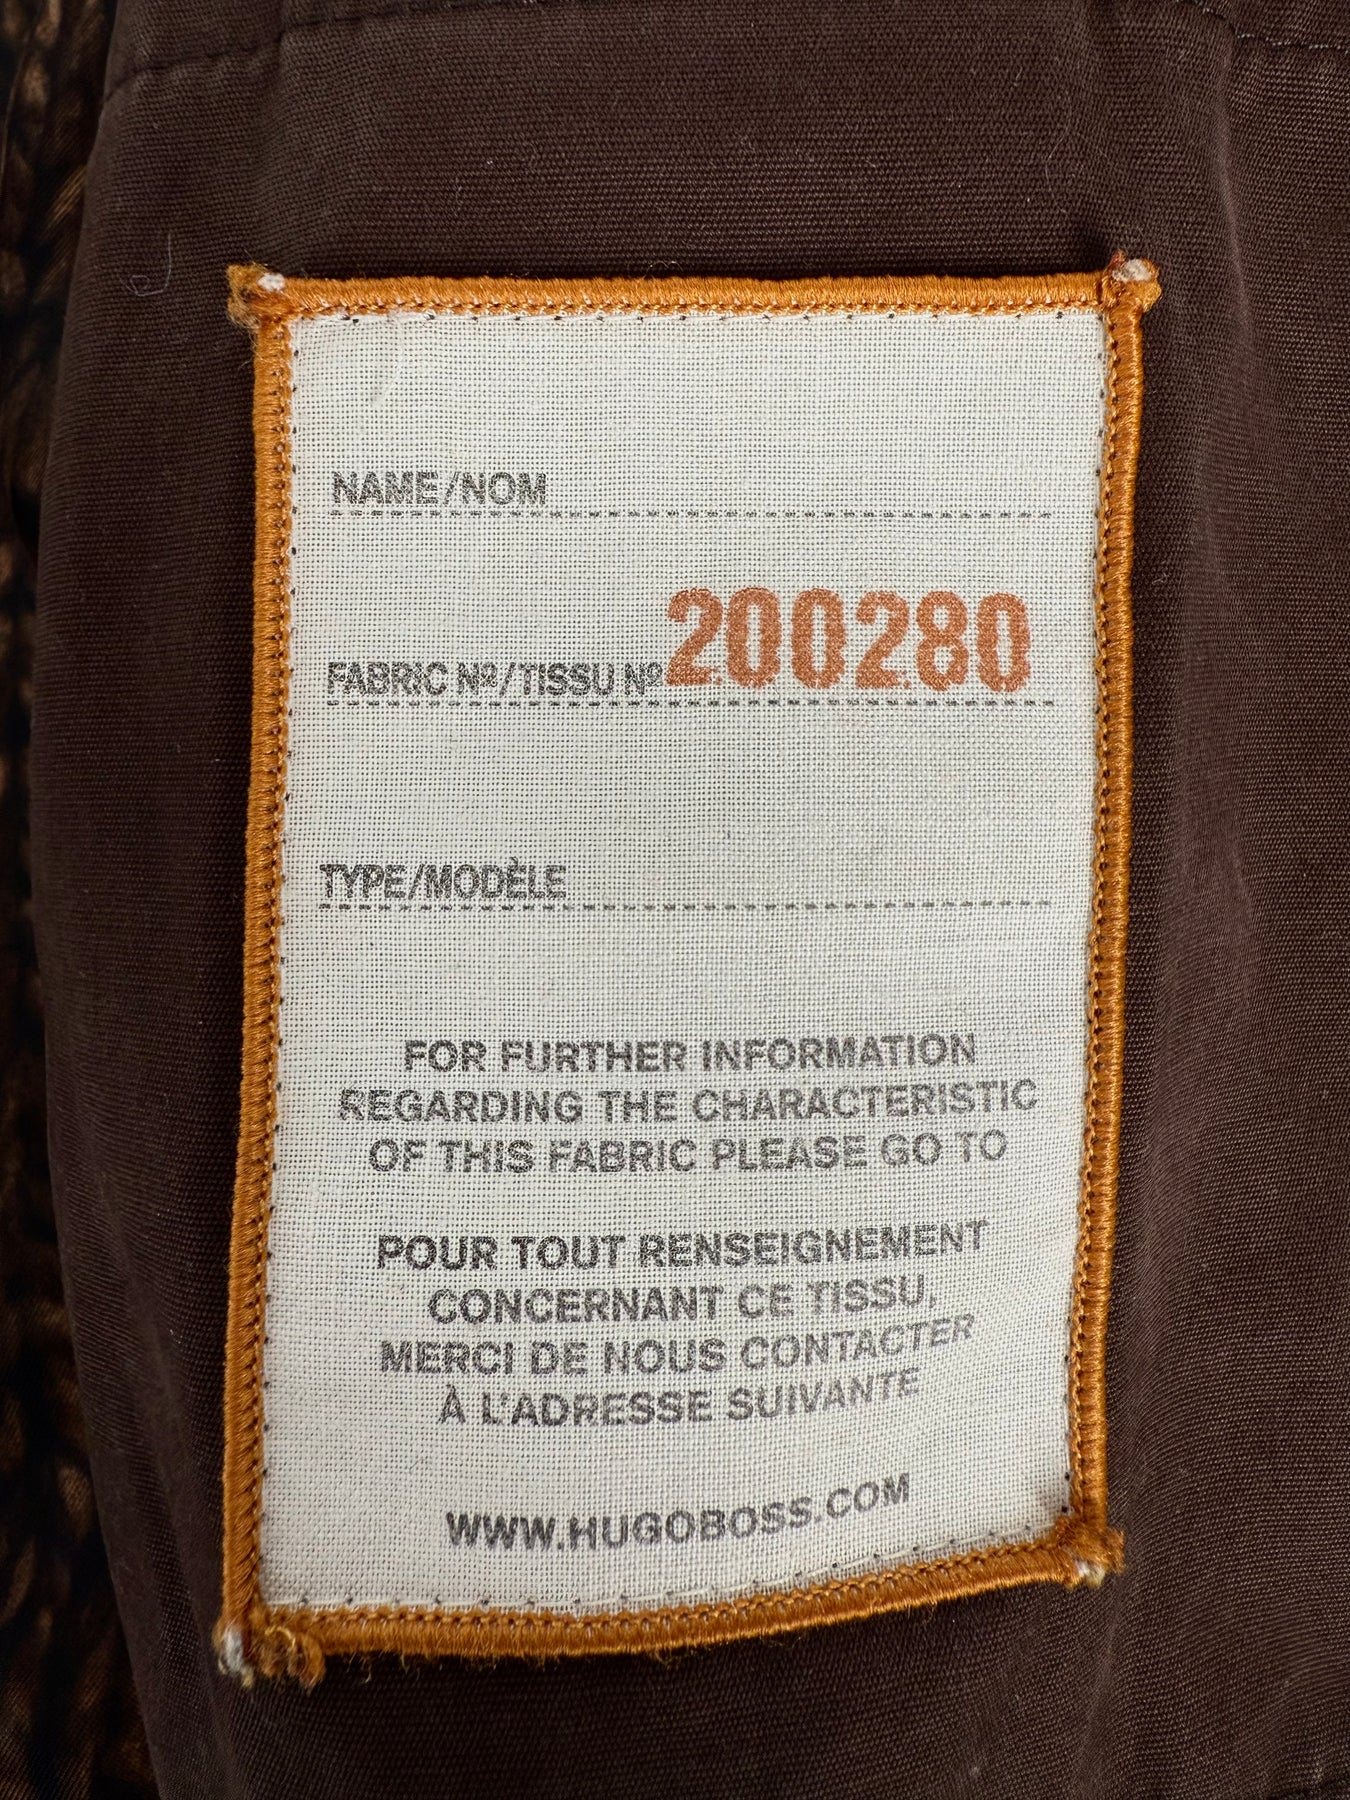 NAME/NOM
FABRIC Nº/TISSU Nº 200280
TYPE/MODÈLE
FOR FURTHER INFORMATION
REGARDING THE CHARACTERISTIC
OF THIS FABRIC PLEASE GO TO
POUR TOUT RENSEIGNEMENT
CONCERNANT CE TISSU,
MERCI DE NOUS CONTACTER
À L'ADRESSE SUIVANTE
WWW.HUGOBOSS.COM